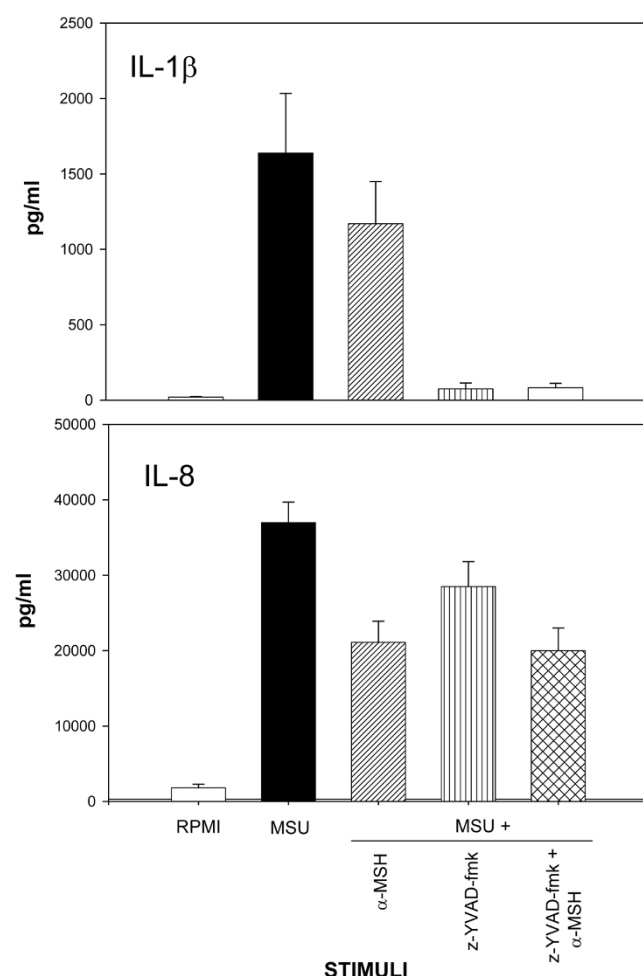 2500
IL-1β
2000
1500
pg/ml
1000
500
0
50000
IL-8
40000
30000
pg/ml
20000
10000
0
RPMI
MSU
MSU +
α-MSH
z-YVAD-fmk
z-YVAD-fmk +
α-MSH
STIMULI